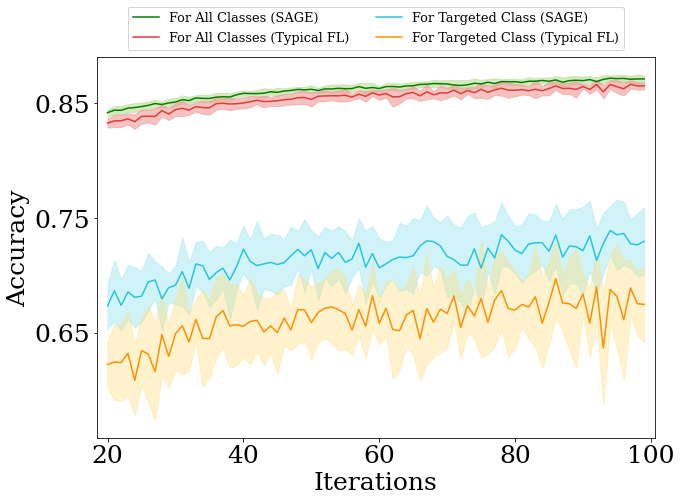 For All Classes (SAGE)
For All Classes (Typical FL)
For Targeted Class (SAGE)
For Targeted Class (Typical FL)
0.85
0.75
0.65
Accuracy
20 40 60 80 100
Iterations